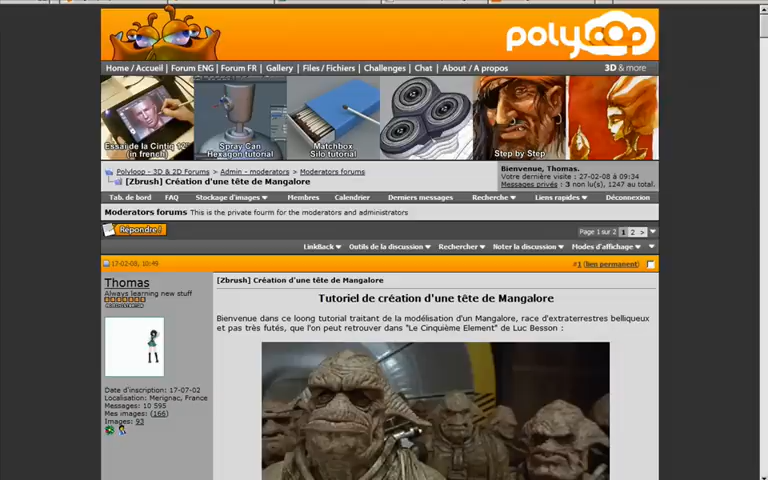 polyloop
Home / Accueil | Forum ENG | Forum FR | Gallery | Files / Fichiers | Challenges | Chat | About / A propos
3D & more
Essai de la Cintiq 12"
(in french)
Spray Can
Hexagon tutorial
Matchbox
Silo tutorial
Step by Step
Polyloop - 3D & 2D Forums > Admin - moderators > Moderators forums
[Zbrush] Création d'une tête de Mangalore
Bienvenue, Thomas.
Votre dernière visite : 27-02-08 à 09:34
Messages privés : 3 non lu(s), 1247 au total.
Tab. de bord FAQ Stockage d'images Membres Calendrier Derniers messages Recherche Liens rapides Déconnexion
Moderators forums This is the private fourm for the moderators and administrators
Répondre!
Page 1 sur 2 1 2 >
LinkBack Outils de la discussion Rechercher Noter la discussion Modes d'affichage
17-02-08, 10:49
#1 (lien permanent)
Thomas
Always learning new stuff
[Zbrush] Création d'une tête de Mangalore
Tutoriel de création d'une tête de Mangalore
Bienvenue dans ce loong tutorial traitant de la modélisation d'un Mangalore, race d'extraterrestres belliqueux
et pas très futés, que l'on peut retrouver dans "Le Cinquième Element" de Luc Besson :
Date d'inscription: 17-07-02
Localisation: Merignac, France
Messages: 10 595
Mes images: (166)
Images: 93